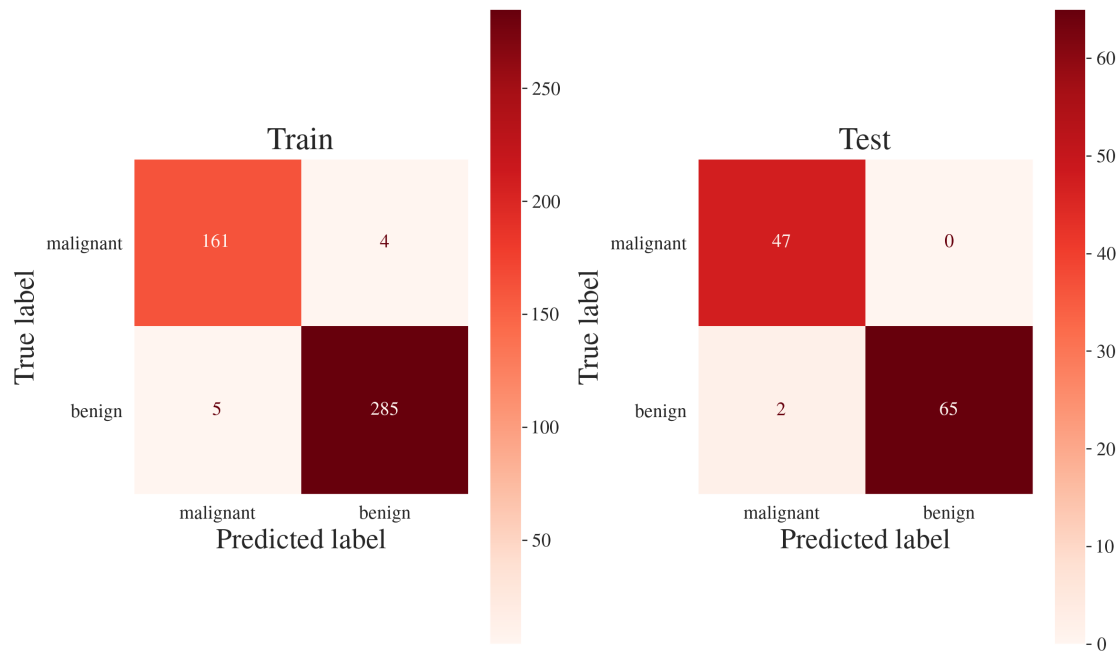 Train
malignant
161
4
benign
5
285
malignant
benign
Predicted label
True label
250
200
150
100
50
Test
malignant
47
0
benign
2
65
malignant
benign
Predicted label
True label
60
50
40
30
20
10
0